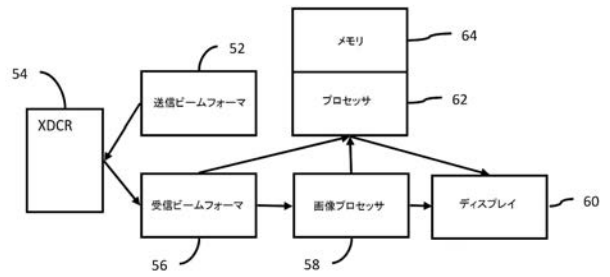 52
メモリ
64
54
送信ビームフォーマ
プロセッサ
62
XDCR
受信ビームフォーマ
画像プロセッサ
ディスプレイ
60
56
58